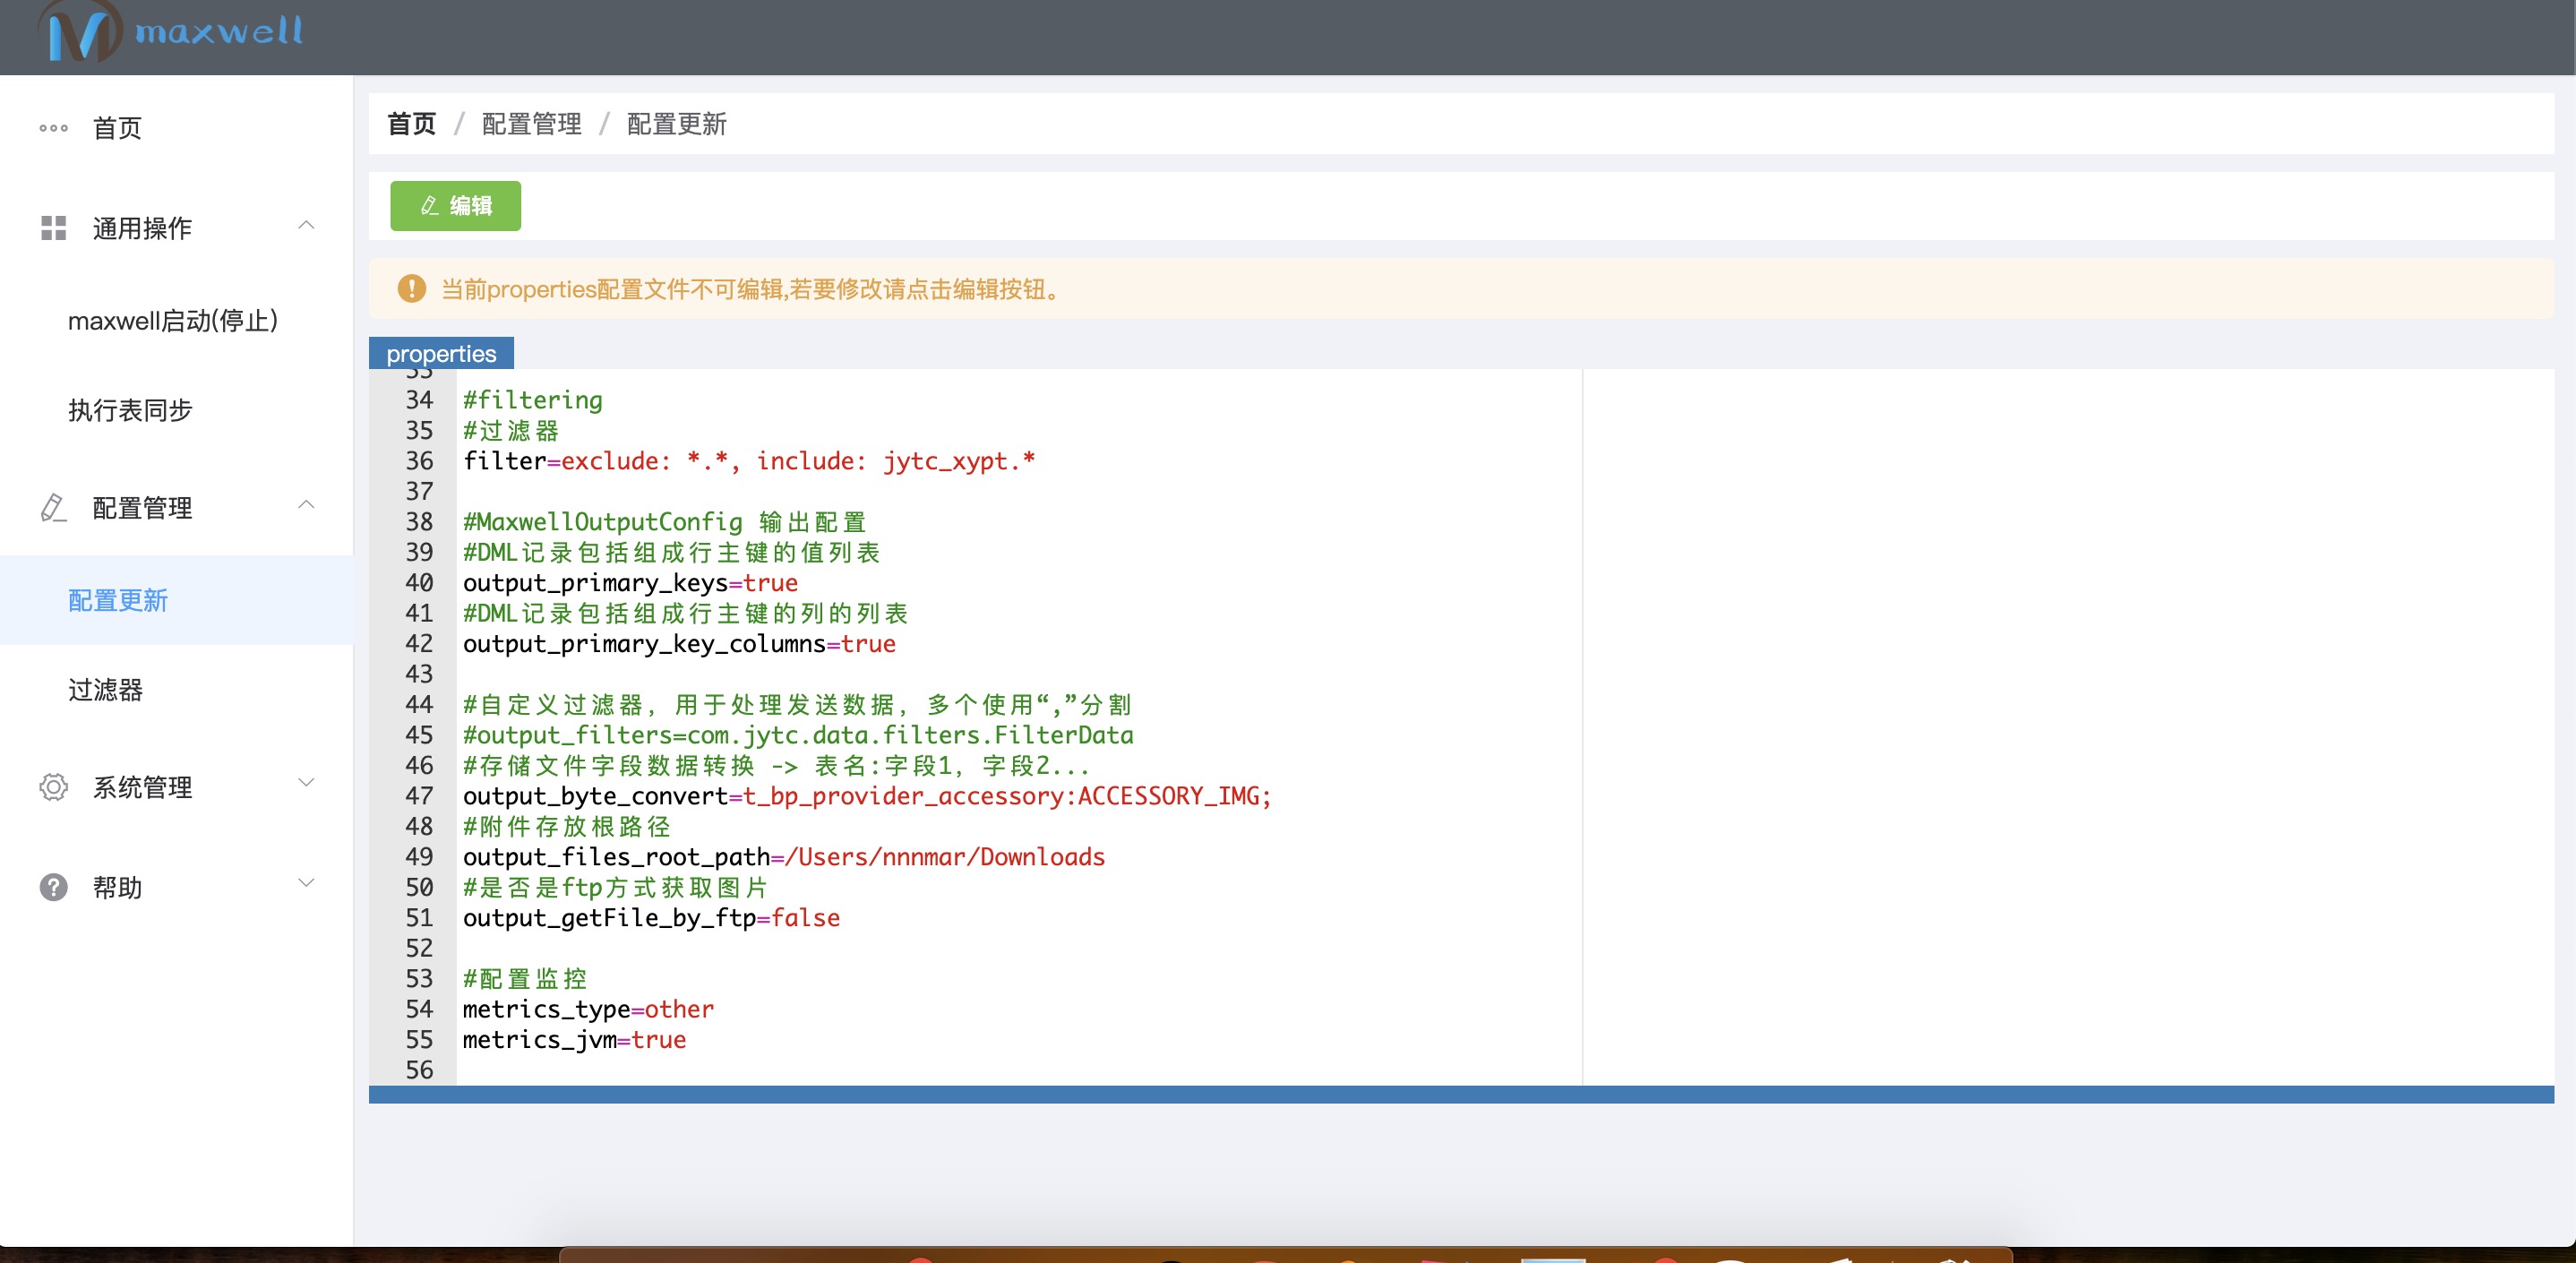 maxwell
首页
通用操作
maxwell启动(停止)
执行表同步
配置管理
配置更新
过滤器
系统管理
帮助
首页 / 配置管理 / 配置更新
编辑
当前properties配置文件不可编辑,若要修改请点击编辑按钮。
properties
33
34 #filtering
35 #过滤器
36 filter=exclude: *.*, include: jytc_xypt.*
37
38 #MaxwellOutputConfig 输出配置
39 #DML记录包括组成行主键的值列表
40 output_primary_keys=true
41 #DML记录包括组成行主键的列的列表
42 output_primary_key_columns=true
43
44 #自定义过滤器，用于处理发送数据，多个使用“,”分割
45 #output_filters=com.jytc.data.filters.FilterData
46 #存储文件字段数据转换 -> 表名:字段1，字段2...
47 output_byte_convert=t_bp_provider_accessory:ACCESSORY_IMG;
48 #附件存放根路径
49 output_files_root_path=/Users/nnnmar/Downloads
50 #是否是ftp方式获取图片
51 output_getFile_by_ftp=false
52
53 #配置监控
54 metrics_type=other
55 metrics_jvm=true
56